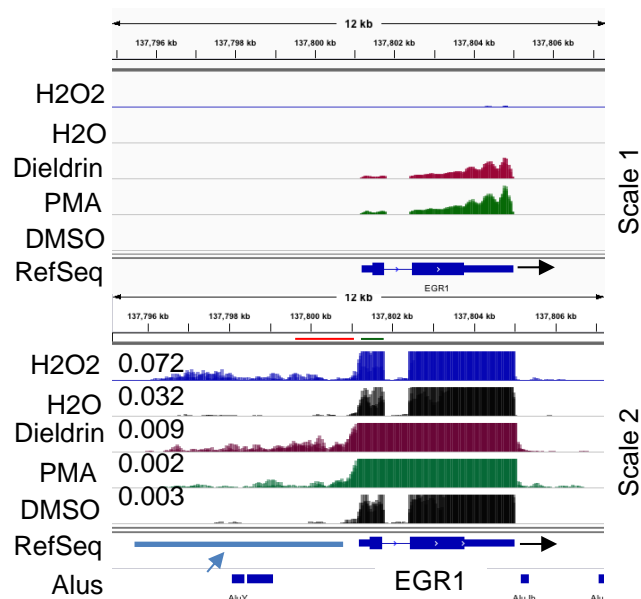 12 kb
137,796 kb 137,798 kb 137,800 kb 137,802 kb 137,804 kb 137,806 kb
H2O2
H2O
Dieldrin
PMA
DMSO
RefSeq
EGR1
Scale 1
12 kb
137,796 kb 137,798 kb 137,800 kb 137,802 kb 137,804 kb 137,806 kb
H2O2 0.072
H2O 0.032
Dieldrin 0.009
PMA 0.002
DMSO 0.003
RefSeq
Alus EGR1
Scale 2